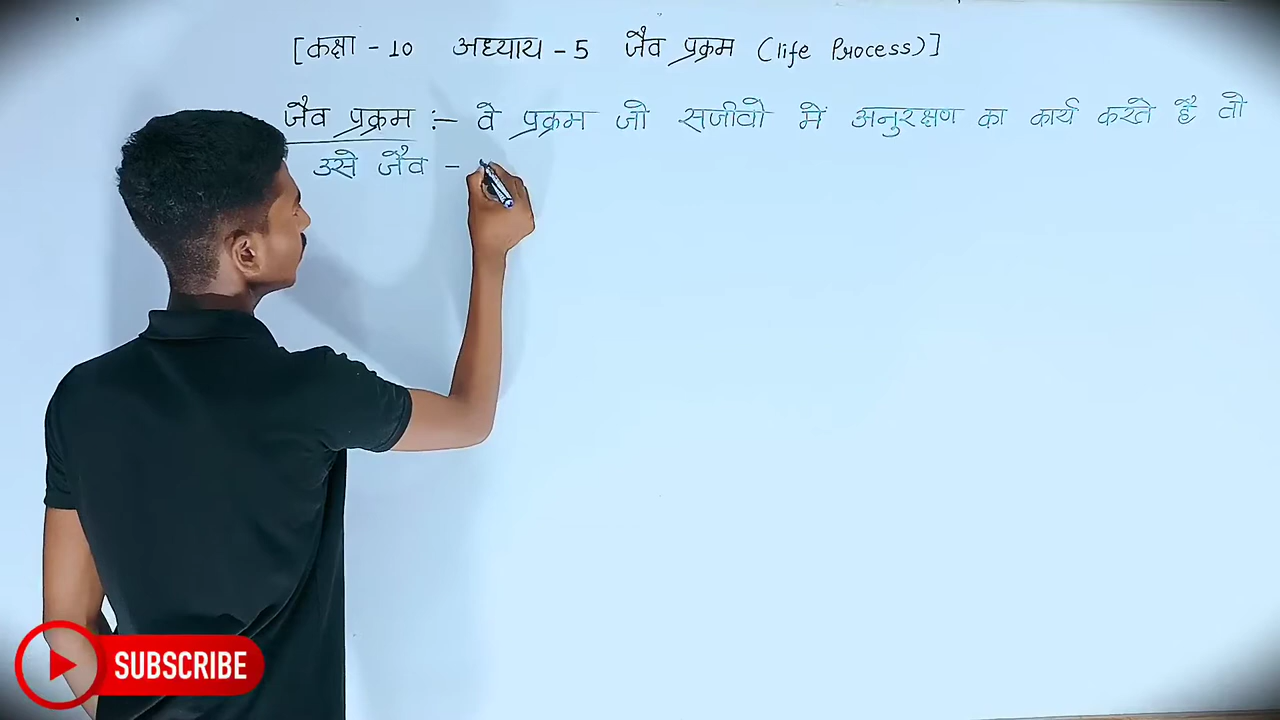 [कक्षा - 10 अध्याय - 5 जैव प्रक्रम (life Process)]
जैव प्रक्रम :- वे प्रक्रम जो सजीवो में अनुरक्षण का कार्य करते है तो
उसे जैव -
SUBSCRIBE